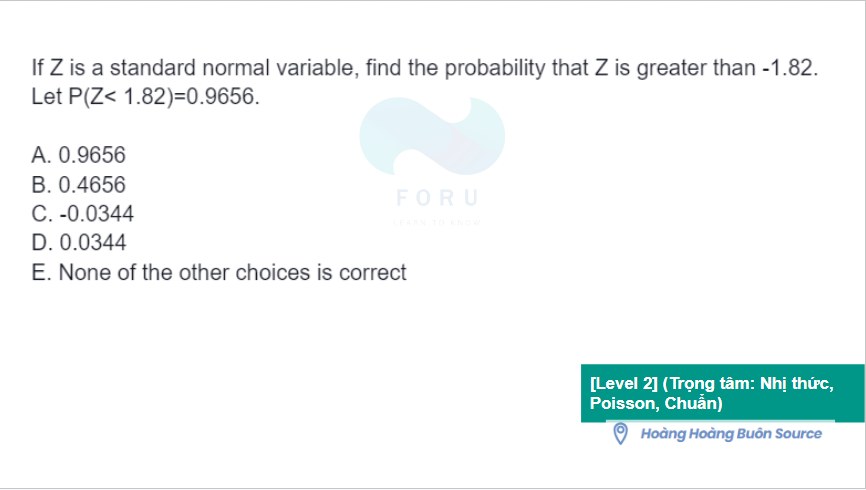 If Z is a standard normal variable, find the probability that Z is greater than -1.82.
Let P(Z< 1.82)=0.9656.
A. 0.9656
B. 0.4656
C. -0.0344
D. 0.0344
E. None of the other choices is correct
FORU
[Level 2] (Trọng tâm: Nhị thức,
Poisson, Chuẩn)
Hoàng Hoàng Buôn Source